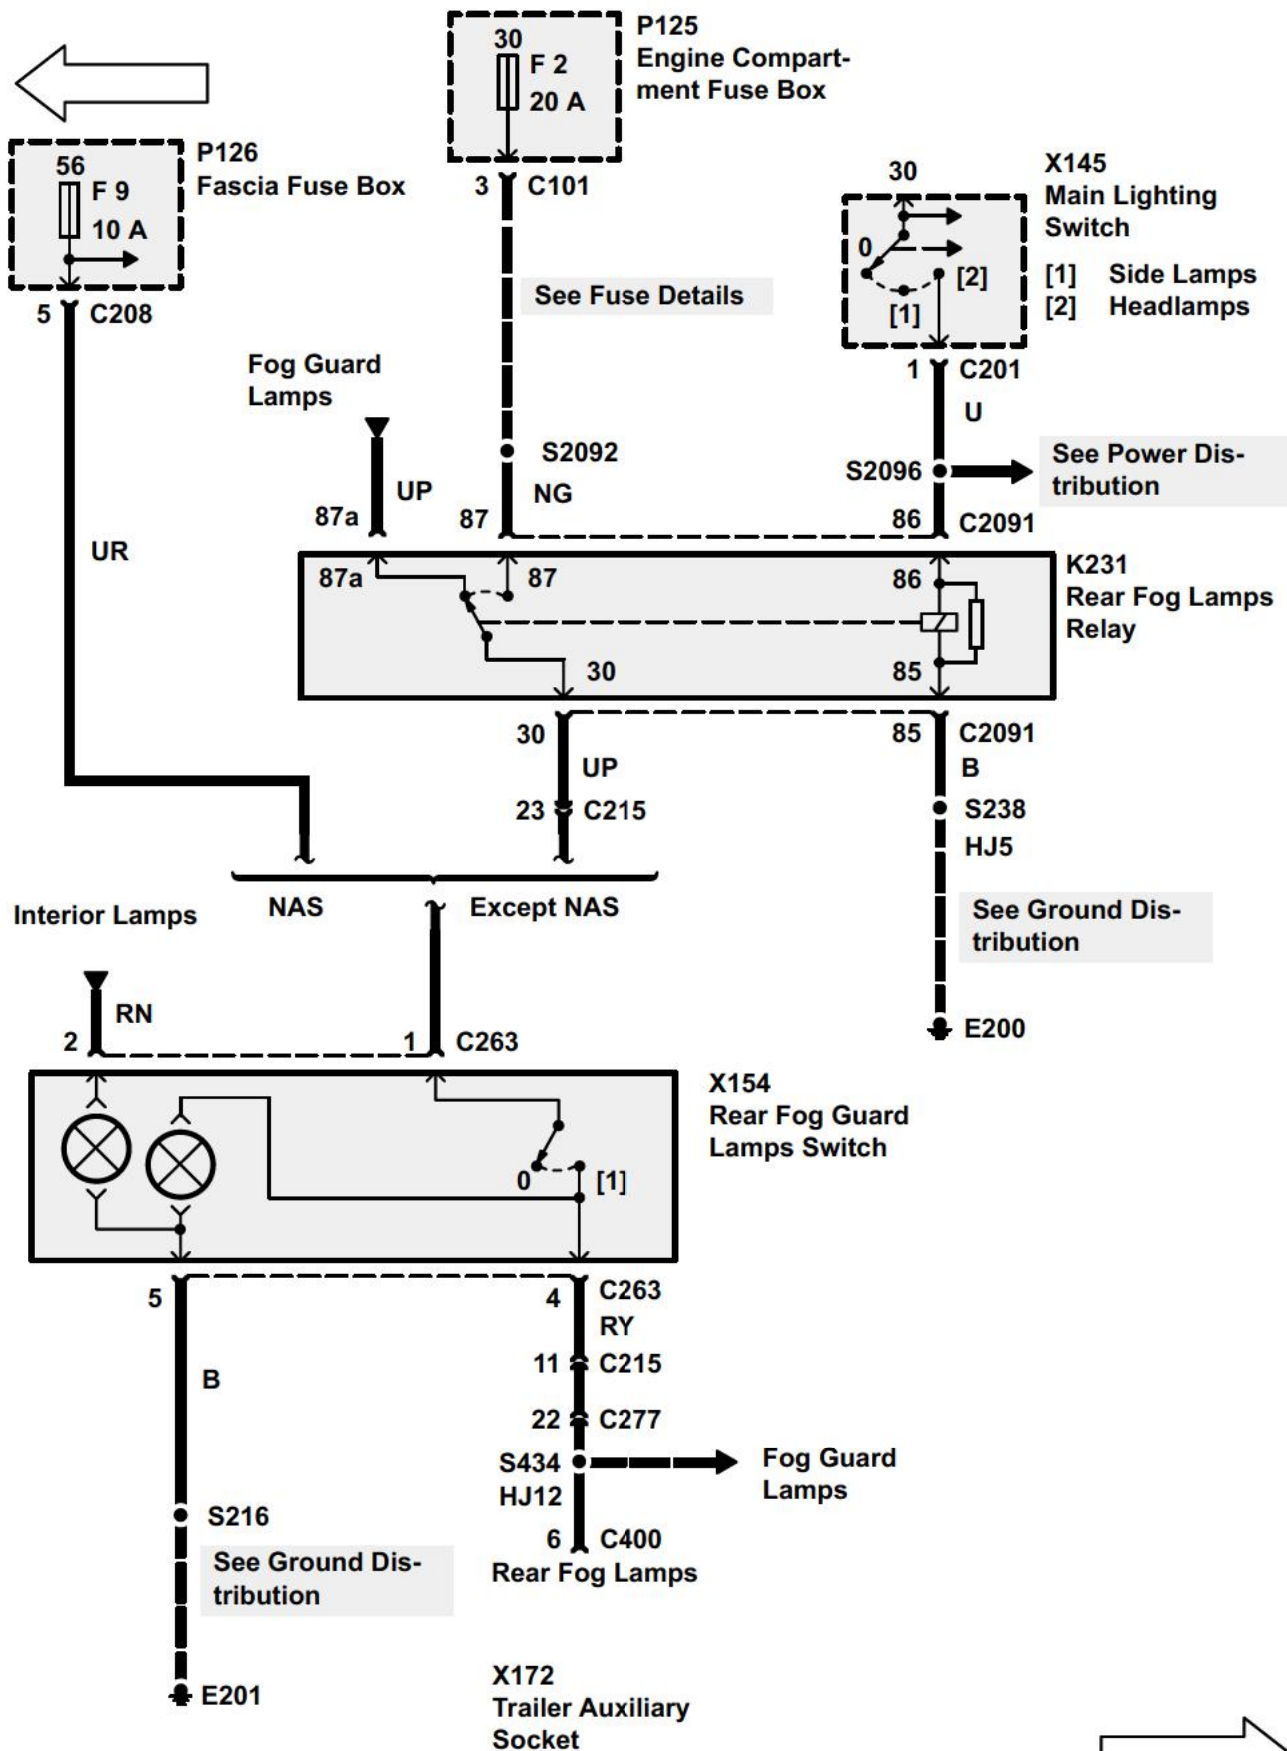 P125
Engine Compart-
ment Fuse Box
30
F 2
20 A
P126
Fascia Fuse Box
56
F 9
10 A
3 C101
X145
Main Lighting
Switch
[1] Side Lamps
[2] Headlamps
30
0
[2]
[1]
5 C208
See Fuse Details
Fog Guard
Lamps
1 C201
U
S2092
NG
S2096
See Power Dis-
tribution
UP
87a
87
86 C2091
UR
87a
87
86
K231
Rear Fog Lamps
Relay
30
85
30
85 C2091
UP
B
23 C215
S238
HJ5
NAS
Except NAS
Interior Lamps
See Ground Dis-
tribution
RN
2
1 C263
E200
X154
Rear Fog Guard
Lamps Switch
0
[1]
5
4 C263
RY
B
11 C215
22 C277
S434
HJ12
Fog Guard
Lamps
S216
6 C400
Rear Fog Lamps
See Ground Dis-
tribution
E201
X172
Trailer Auxiliary
Socket